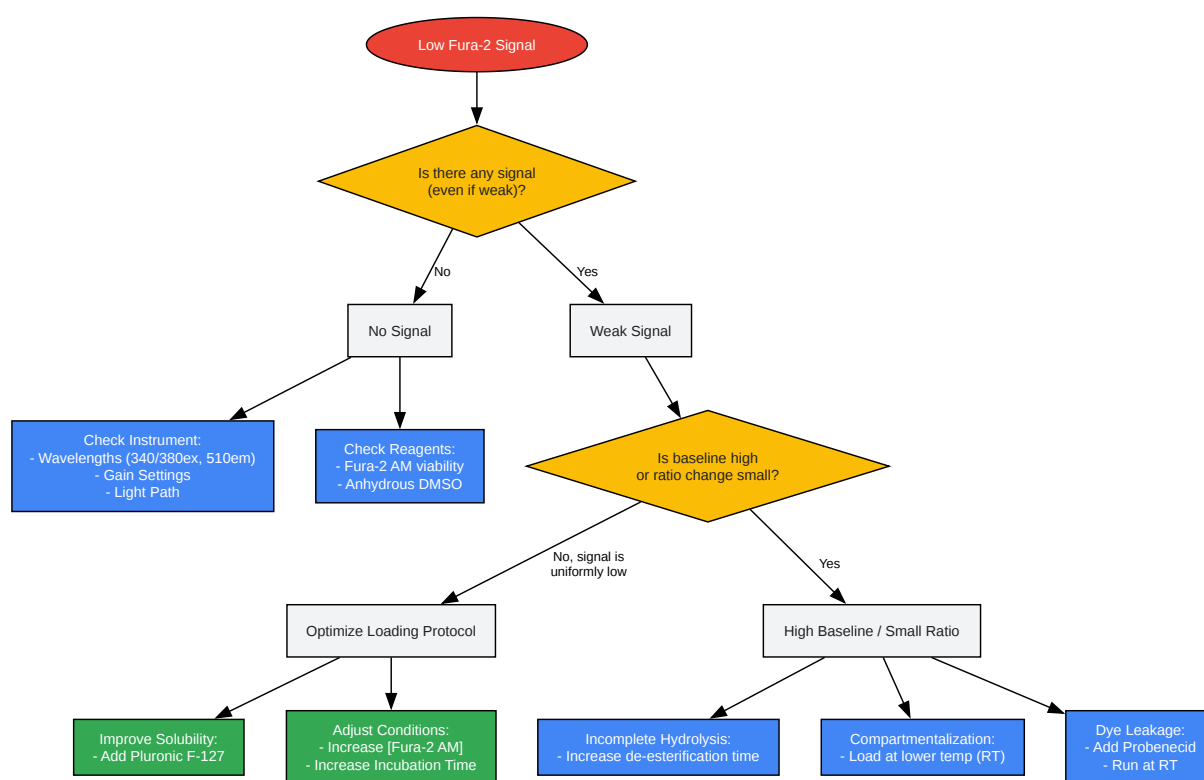 Low Fura-2 Signal
Is there any signal
(even if weak)?
No
Yes
No Signal
Weak Signal
Check Instrument:
- Wavelengths (340/380ex, 510em)
- Gain Settings
- Light Path
Check Reagents:
- Fura-2 AM viability
- Anhydrous DMSO
Is baseline high
or ratio change small?
No, signal is
uniformly low
Yes
Optimize Loading Protocol
High Baseline / Small Ratio
Improve Solubility:
- Add Pluronic F-127
Adjust Conditions:
- Increase [Fura-2 AM]
- Increase Incubation Time
Incomplete Hydrolysis:
- Increase de-esterification time
Compartmentalization:
- Load at lower temp (RT)
Dye Leakage:
- Add Probenecid
- Run at RT